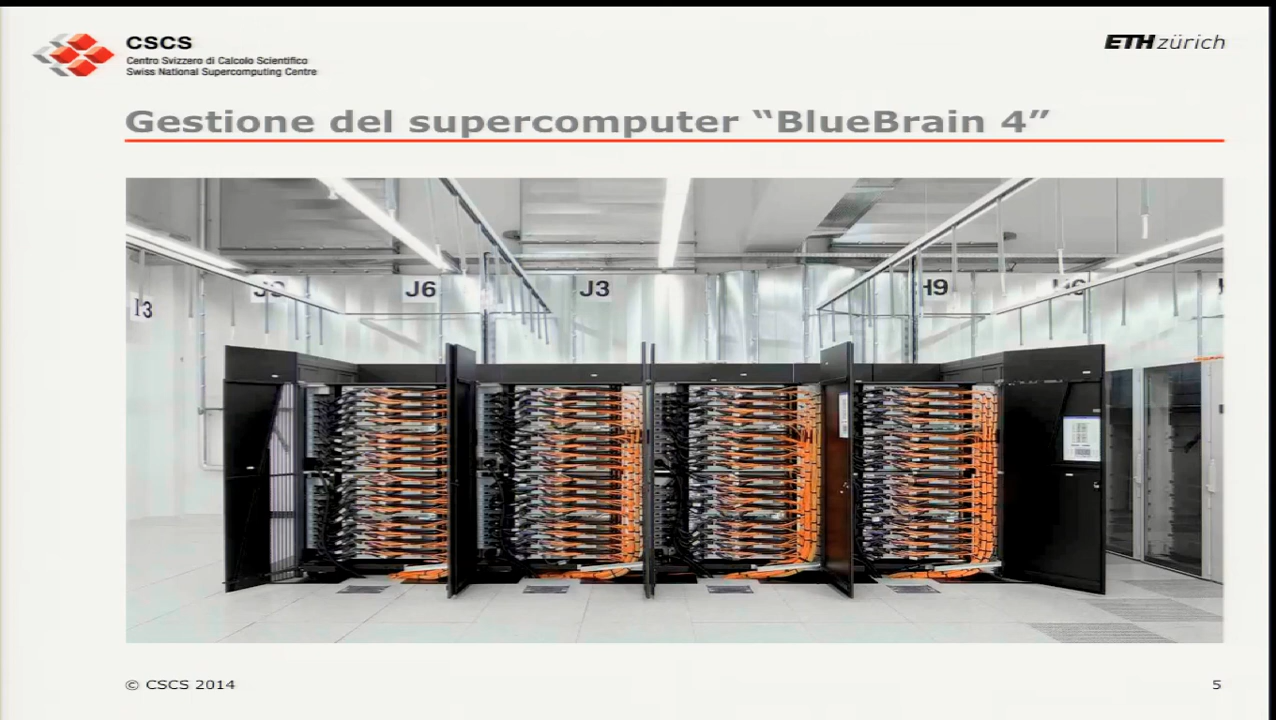 CSCS
Centro Svizzero di Calcolo Scientifico
Swiss National Supercomputing Centre
ETH zürich
Gestione del supercomputer “BlueBrain 4”
J6
J3
H9
I3
© CSCS 2014
5